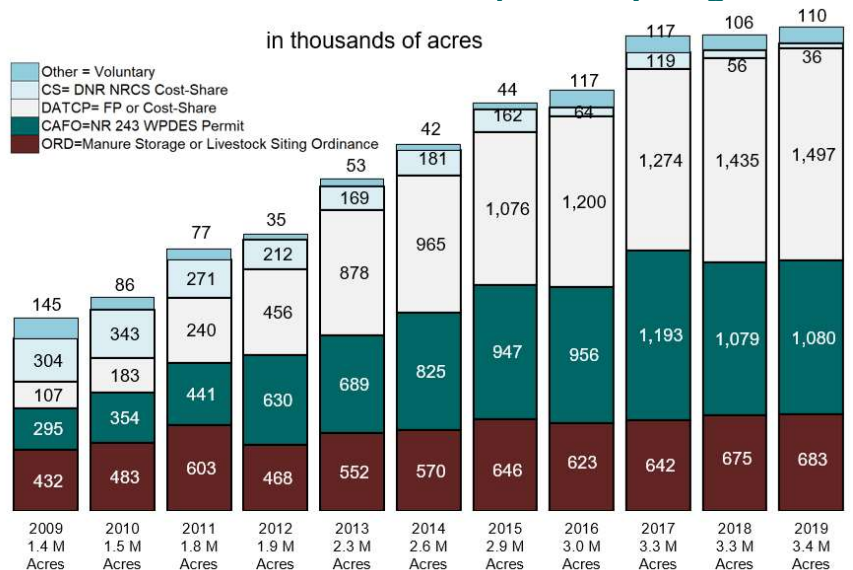 in thousands of acres
Other = Voluntary
CS= DNR NRCS Cost-Share
DATCP= FP or Cost-Share
CAFO=NR 243 WPDES Permit
ORD=Manure Storage or Livestock Siting Ordinance
145
304
107
295
432
86
343
183
354
483
77
271
240
441
603
35
212
456
630
468
53
169
878
689
552
42
181
965
825
570
44
162
1,076
947
646
117
64
1,200
956
623
117
119
1,274
1,193
642
106
56
1,435
1,079
675
110
36
1,497
1,080
683
2009
1.4 M
Acres
2010
1.5 M
Acres
2011
1.8 M
Acres
2012
1.9 M
Acres
2013
2.3 M
Acres
2014
2.6 M
Acres
2015
2.9 M
Acres
2016
3.0 M
Acres
2017
3.3 M
Acres
2018
3.3 M
Acres
2019
3.4 M
Acres